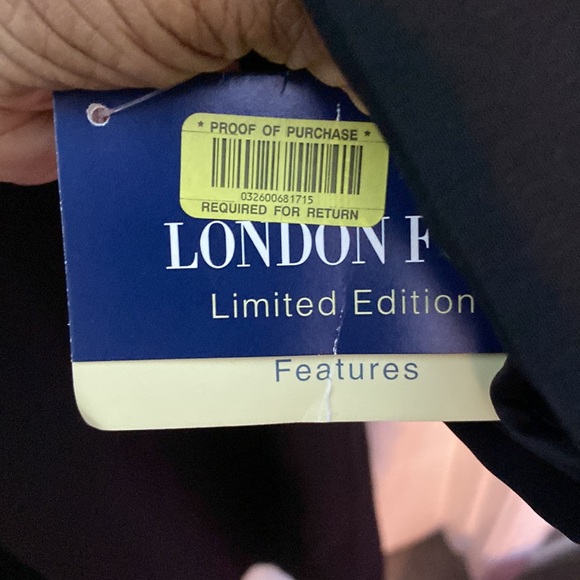 * PROOF OF PURCHASE *
032600681715
REQUIRED FOR RETURN
LONDON F
Limited Edition
Features